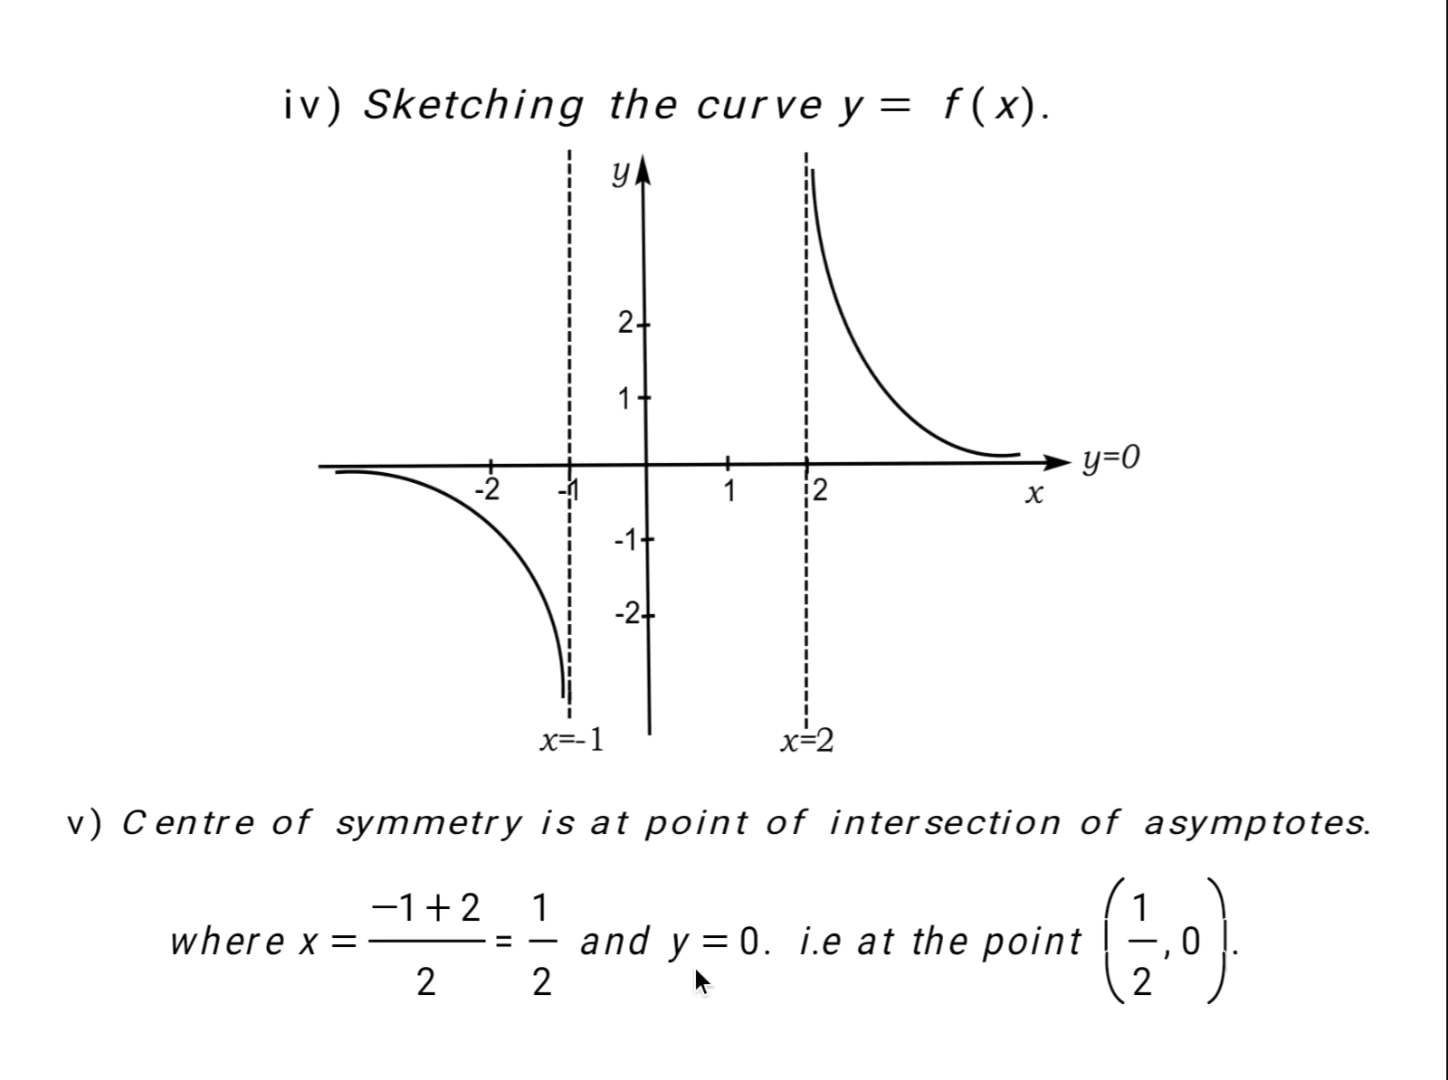 iv) Sketching the curve y = f(x).
y
2
1
y=0
-2 -1 1 2 x
-1
-2
x=-1 x=2
v) Centre of symmetry is at point of intersection of asymptotes.
where x = (−1+2)/2 = 1/2 and y = 0. i.e at the point (1/2, 0).